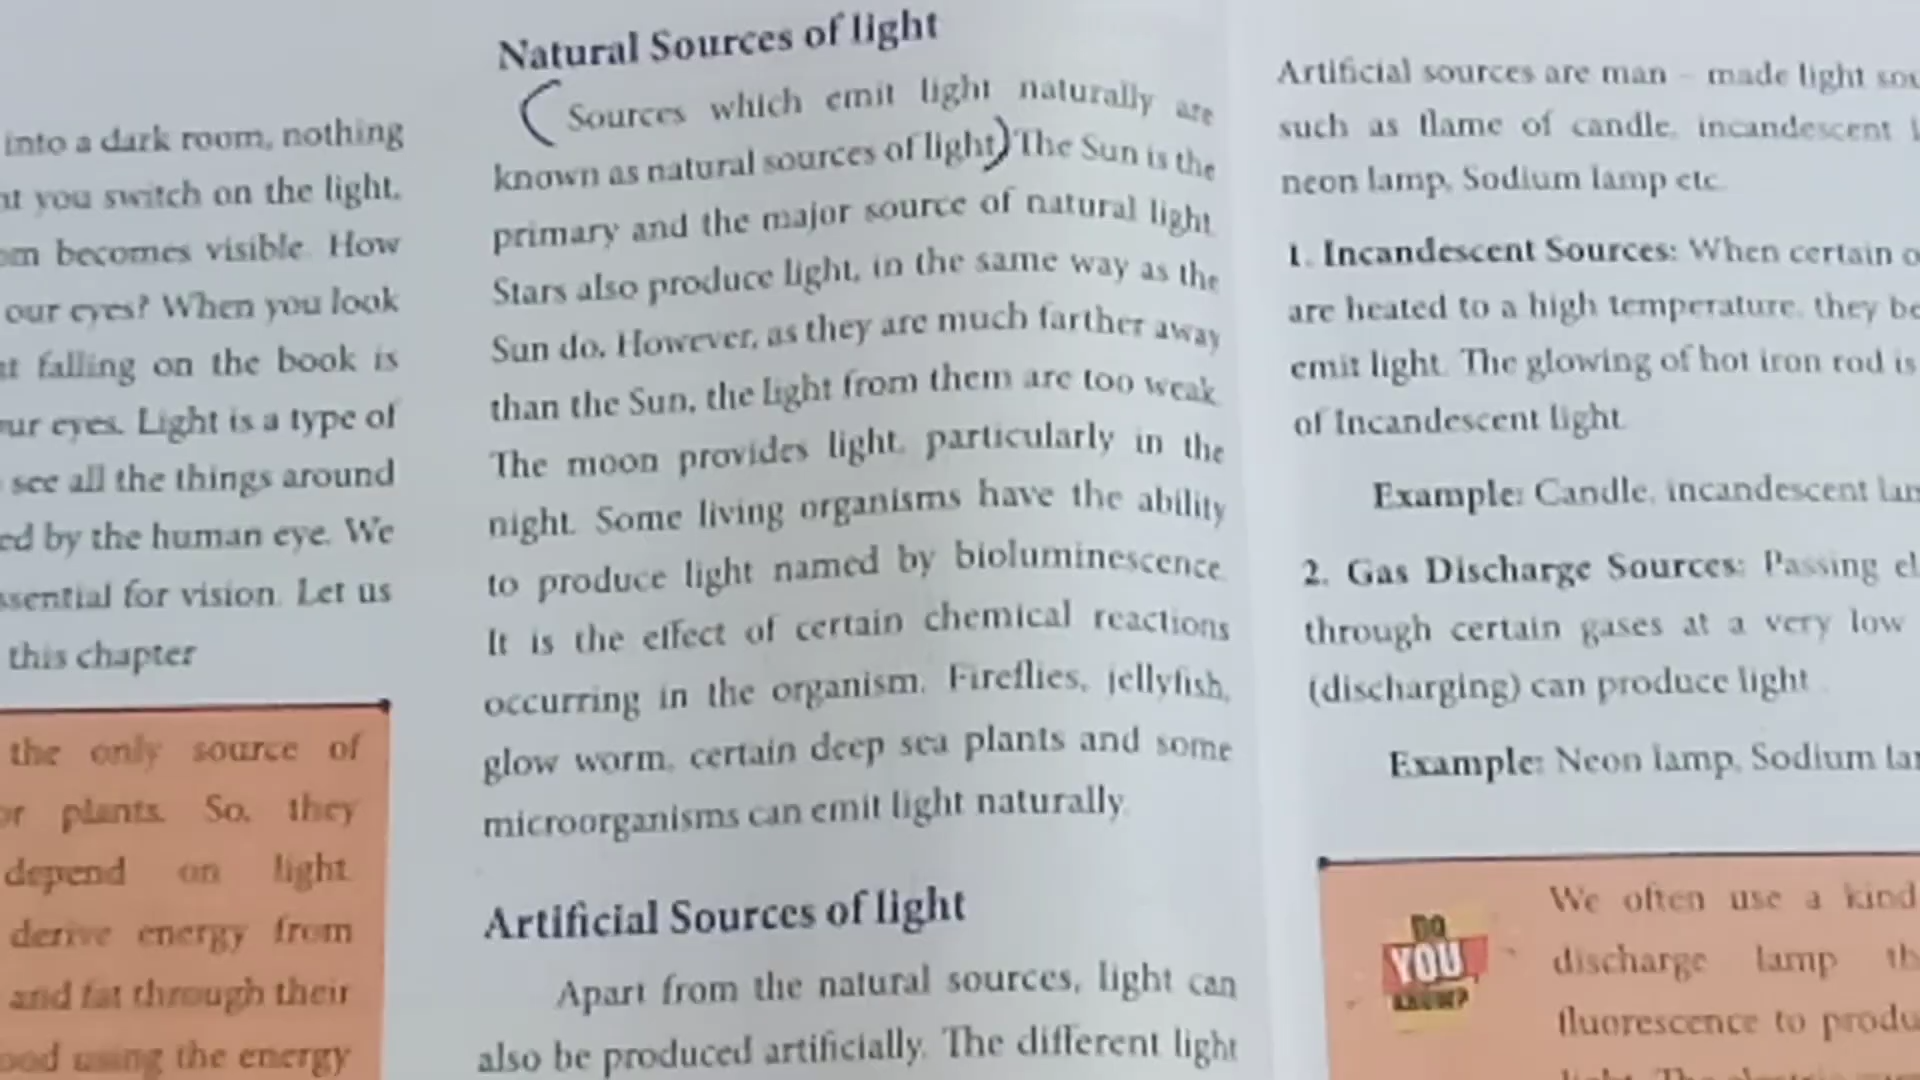 into a dark room, nothing
you switch on the light,
becomes visible. How
our eyes? When you look
falling on the book is
eyes. Light is a type of
see all the things around
by the human eye. We
for vision. Let us
this chapter
the only source of
plants. So, they
depend on light
derive energy from
and fat through their
using the energy
Natural Sources of light
Sources which emit light naturally are
known as natural sources of light) The Sun is the
primary and the major source of natural light
Stars also produce light, in the same way as the
Sun do. However, as they are much farther away
than the Sun, the light from them are too weak.
The moon provides light, particularly in the
night. Some living organisms have the ability
to produce light named by bioluminescence.
It is the effect of certain chemical reactions
occurring in the organism. Fireflies, jellyfish,
glow worm, certain deep sea plants and some
microorganisms can emit light naturally.
Artificial Sources of light
Apart from the natural sources, light can
also be produced artificially. The different light
Artificial sources are man – made light
such as flame of candle, incandescent
neon lamp, Sodium lamp etc.
1. Incandescent Sources: When certain
are heated to a high temperature, they
emit light. The glowing of hot iron rod is
of Incandescent light.
Example: Candle, incandescent
2. Gas Discharge Sources: Passing
through certain gases at a very low
(discharging) can produce light.
Example: Neon lamp, Sodium
DO
YOU
KNOW?
We often use a kind
discharge lamp
fluorescence to